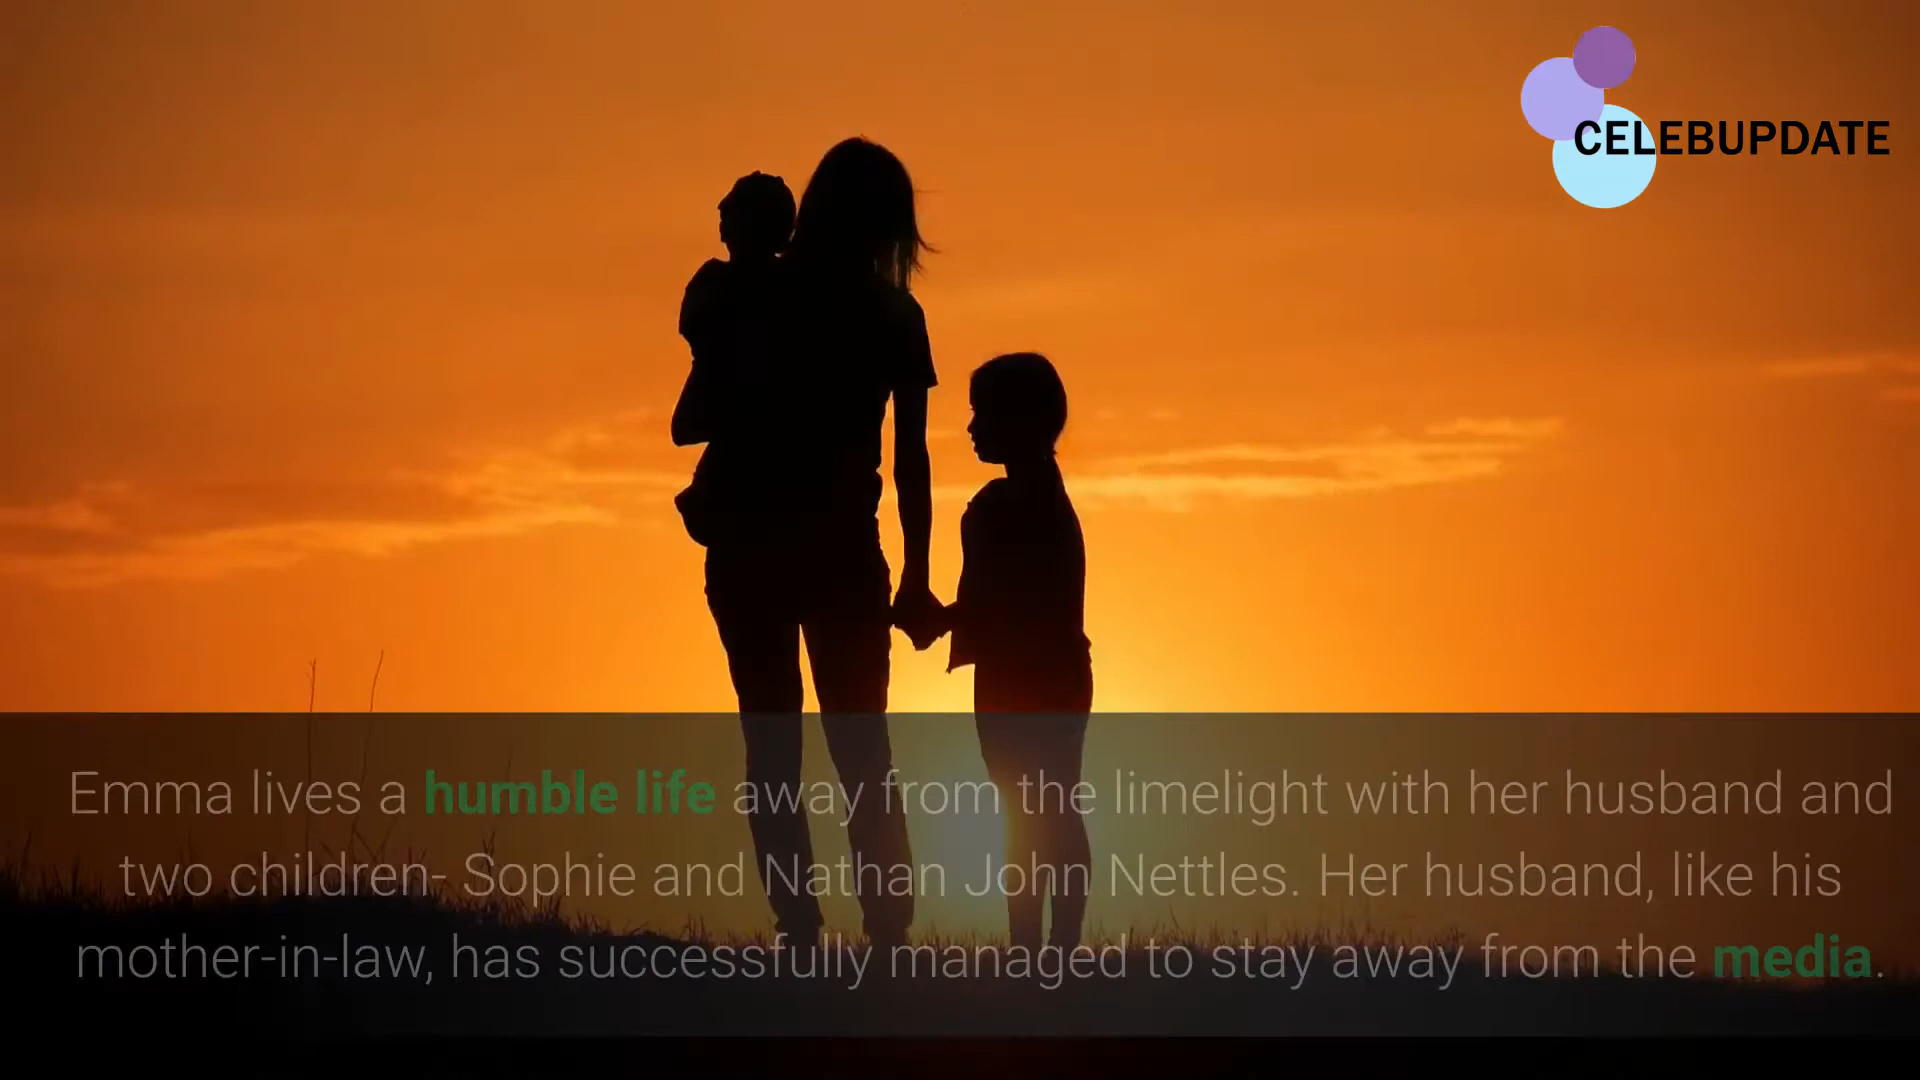 CELEBUPDATE
Emma lives a humble life away from the limelight with her husband and
two children- Sophie and Nathan John Nettles. Her husband, like his
mother-in-law, has successfully managed to stay away from the media.